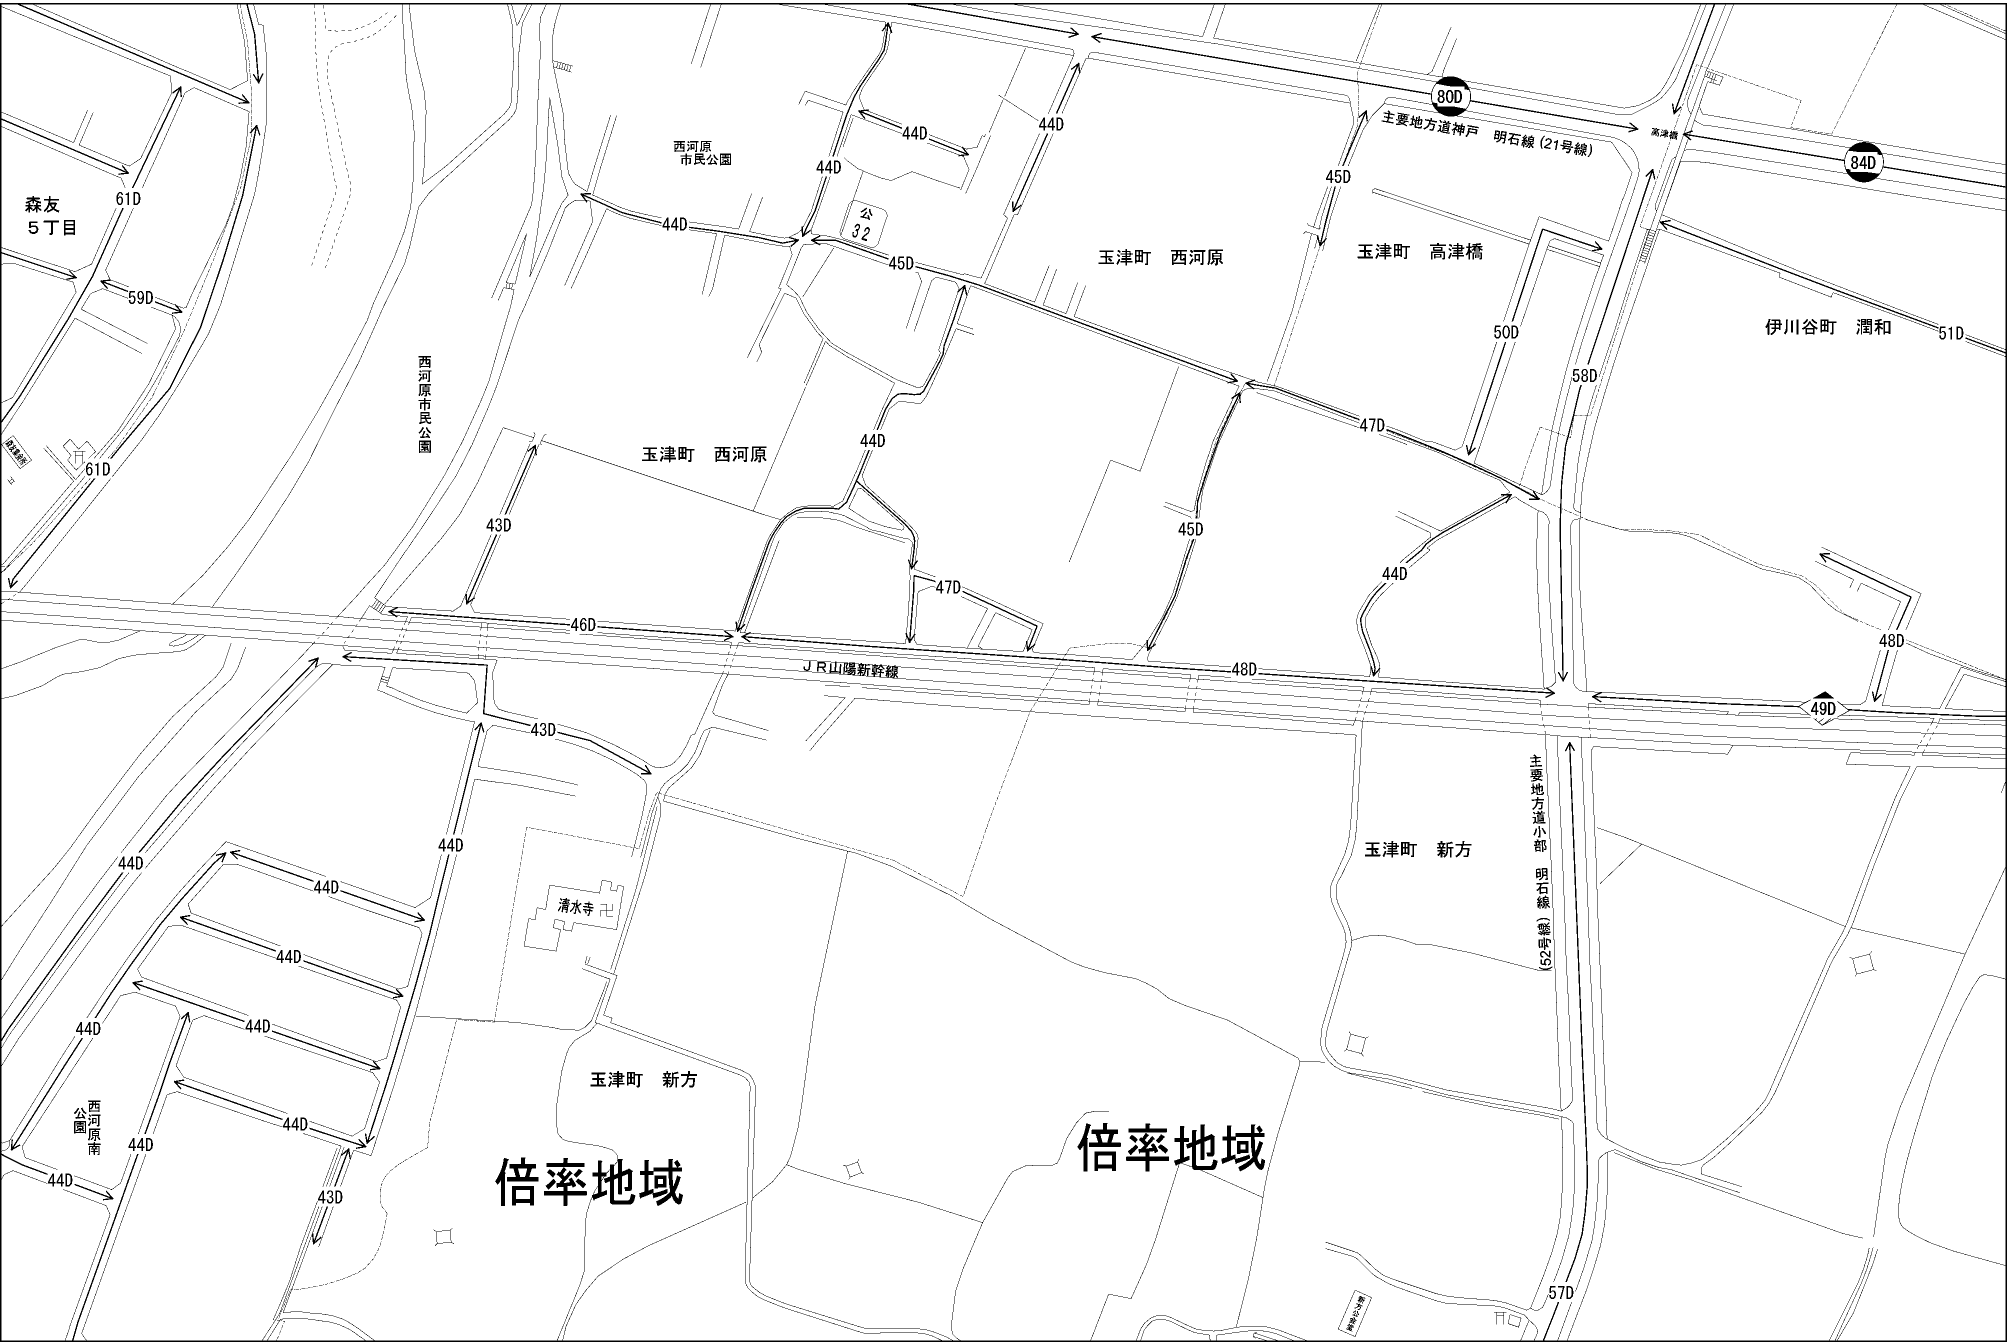 80D
主要地方道神戸　明石線(21号線)
高津橋
84D
44D
44D
44D
西河原
市民公園
44D
公
32
45D
45D
61D
森友
５丁目
59D
44D
玉津町　西河原
玉津町　高津橋
50D
58D
伊川谷町　潤和
51D
西河原市民公園
玉津町　西河原
44D
47D
61D
43D
45D
44D
47D
46D
48D
48D
ＪＲ山陽新幹線
49D
43D
主要地方道小部　明石線
(52号線)
44D
44D
玉津町　新方
44D
清水寺
44D
44D
44D
玉津町　新方
西河原南
公園
44D
44D
44D
43D
倍率地域
倍率地域
57D
新方公会堂